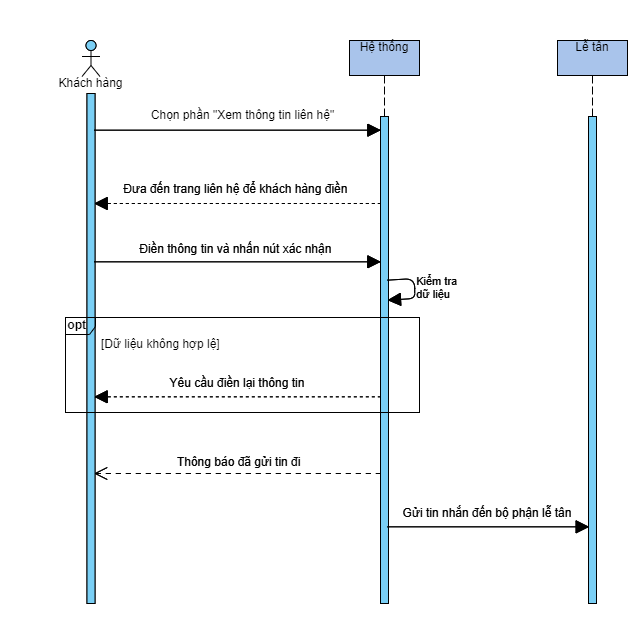 Hệ thống
Lễ tân
Khách hàng
Chọn phần "Xem thông tin liên hệ"
Đưa đến trang liên hệ để khách hàng điền
Điền thông tin và nhấn nút xác nhận
Kiểm tra
dữ liệu
opt
[Dữ liệu không hợp lệ]
Yêu cầu điền lại thông tin
Thông báo đã gửi tin đi
Gửi tin nhắn đến bộ phận lễ tân